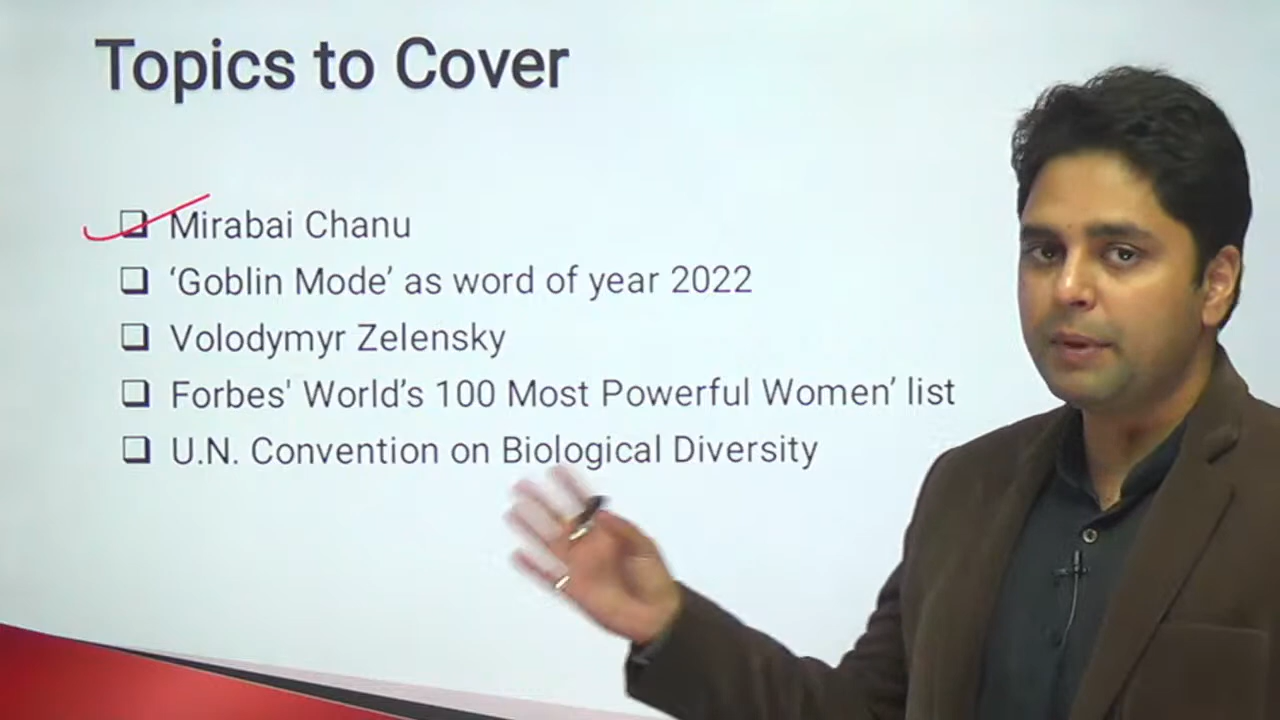 Topics to Cover
Mirabai Chanu
‘Goblin Mode’ as word of year 2022
Volodymyr Zelensky
Forbes' World’s 100 Most Powerful Women’ list
U.N. Convention on Biological Diversity